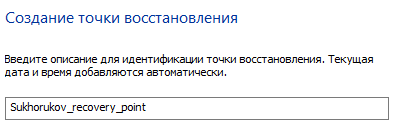 Создание точки восстановления
Введите описание для идентификации точки восстановления. Текущая
дата и время добавляются автоматически.
Sukhorukov_recovery_point